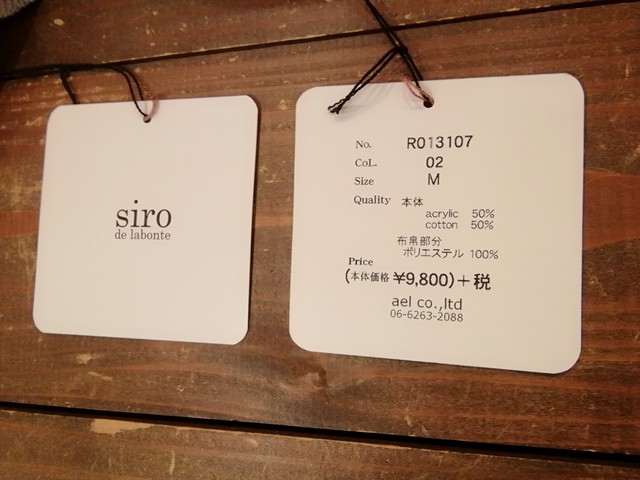 siro
de labonte
No. R013107
CoL. 02
Size M
Quality 本体
acrylic 50%
cotton 50%
布帛部分
ポリエステル 100%
Price
(本体価格 ¥9,800)+税
ael co.,ltd
06-6263-2088